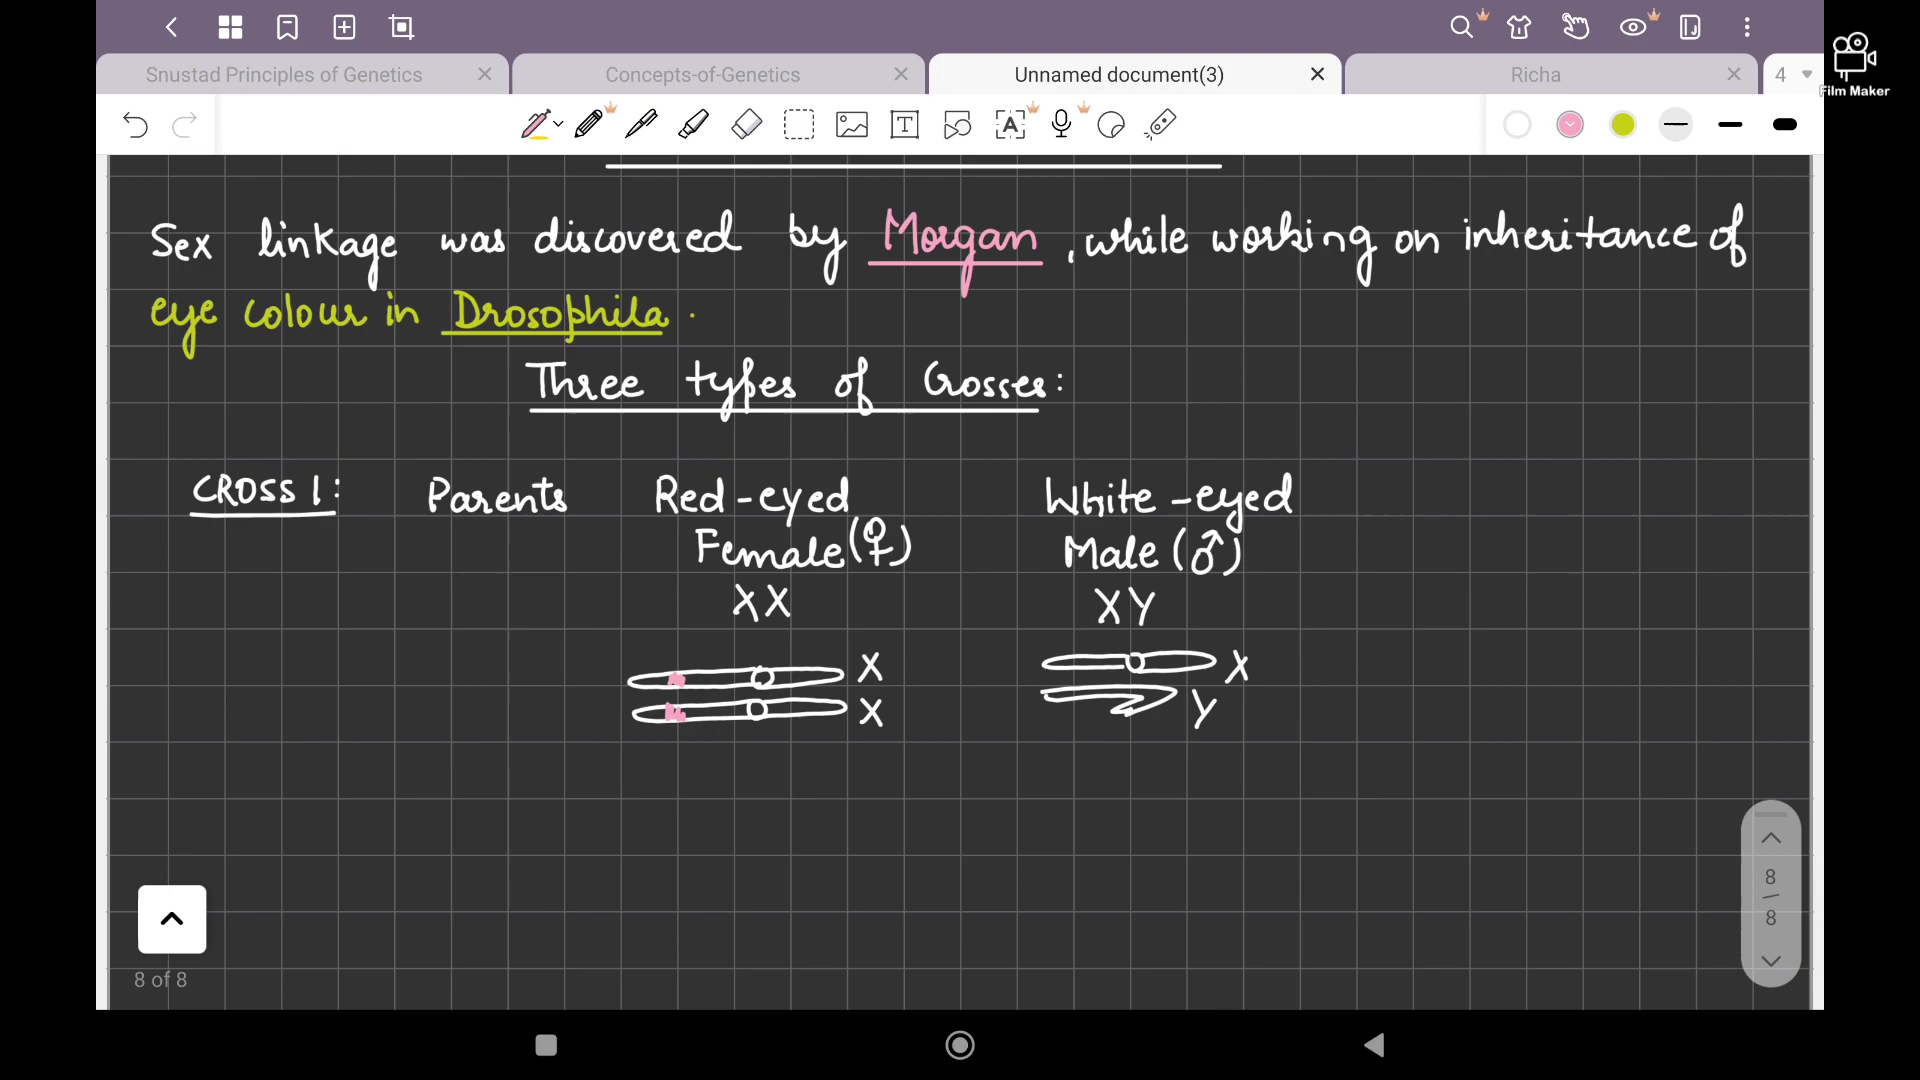 Film Maker
Snustad Principles of Genetics
Concepts-of-Genetics
Unnamed document(3)
Richa
4
Sex linkage was discovered by Morgan, while working on inheritance of
eye colour in Drosophila.
Three types of Crosses:
CROSS 1: Parents Red-eyed White-eyed
Female (♀) Male (♂)
XX XY
X X
X Y
8
8
8 of 8